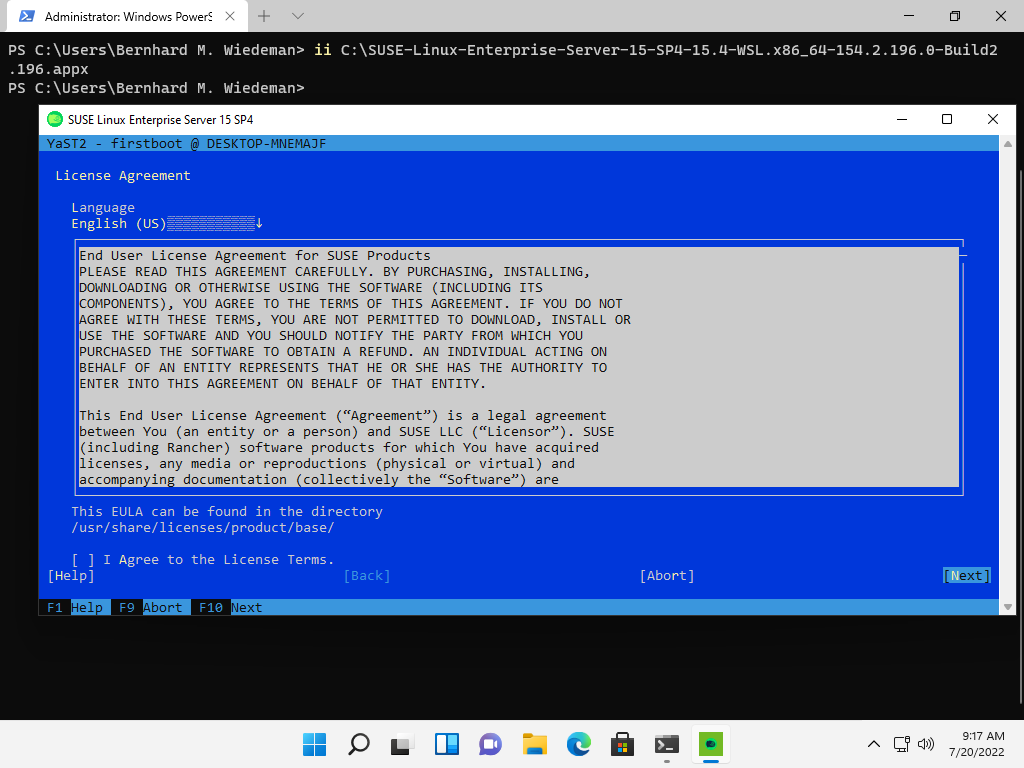 Administrator: Windows PowerS
PS C:\Users\Bernhard M. Wiedeman> ii C:\SUSE-Linux-Enterprise-Server-15-SP4-15.4-WSL.x86_64-154.2.196.0-Build2
.196.appx
PS C:\Users\Bernhard M. Wiedeman>
SUSE Linux Enterprise Server 15 SP4
YaST2 - firstboot @ DESKTOP-MNEMAJF
License Agreement
Language
English (US)
End User License Agreement for SUSE Products
PLEASE READ THIS AGREEMENT CAREFULLY. BY PURCHASING, INSTALLING,
DOWNLOADING OR OTHERWISE USING THE SOFTWARE (INCLUDING ITS
COMPONENTS), YOU AGREE TO THE TERMS OF THIS AGREEMENT. IF YOU DO NOT
AGREE WITH THESE TERMS, YOU ARE NOT PERMITTED TO DOWNLOAD, INSTALL OR
USE THE SOFTWARE AND YOU SHOULD NOTIFY THE PARTY FROM WHICH YOU
PURCHASED THE SOFTWARE TO OBTAIN A REFUND. AN INDIVIDUAL ACTING ON
BEHALF OF AN ENTITY REPRESENTS THAT HE OR SHE HAS THE AUTHORITY TO
ENTER INTO THIS AGREEMENT ON BEHALF OF THAT ENTITY.
This End User License Agreement (“Agreement”) is a legal agreement
between You (an entity or a person) and SUSE LLC (“Licensor”). SUSE
(including Rancher) software products for which You have acquired
licenses, any media or reproductions (physical or virtual) and
accompanying documentation (collectively the “Software”) are
This EULA can be found in the directory
/usr/share/licenses/product/base/
[ ] I Agree to the License Terms.
[Help] [Back] [Abort] [Next]
F1 Help F9 Abort F10 Next
9:17 AM
7/20/2022